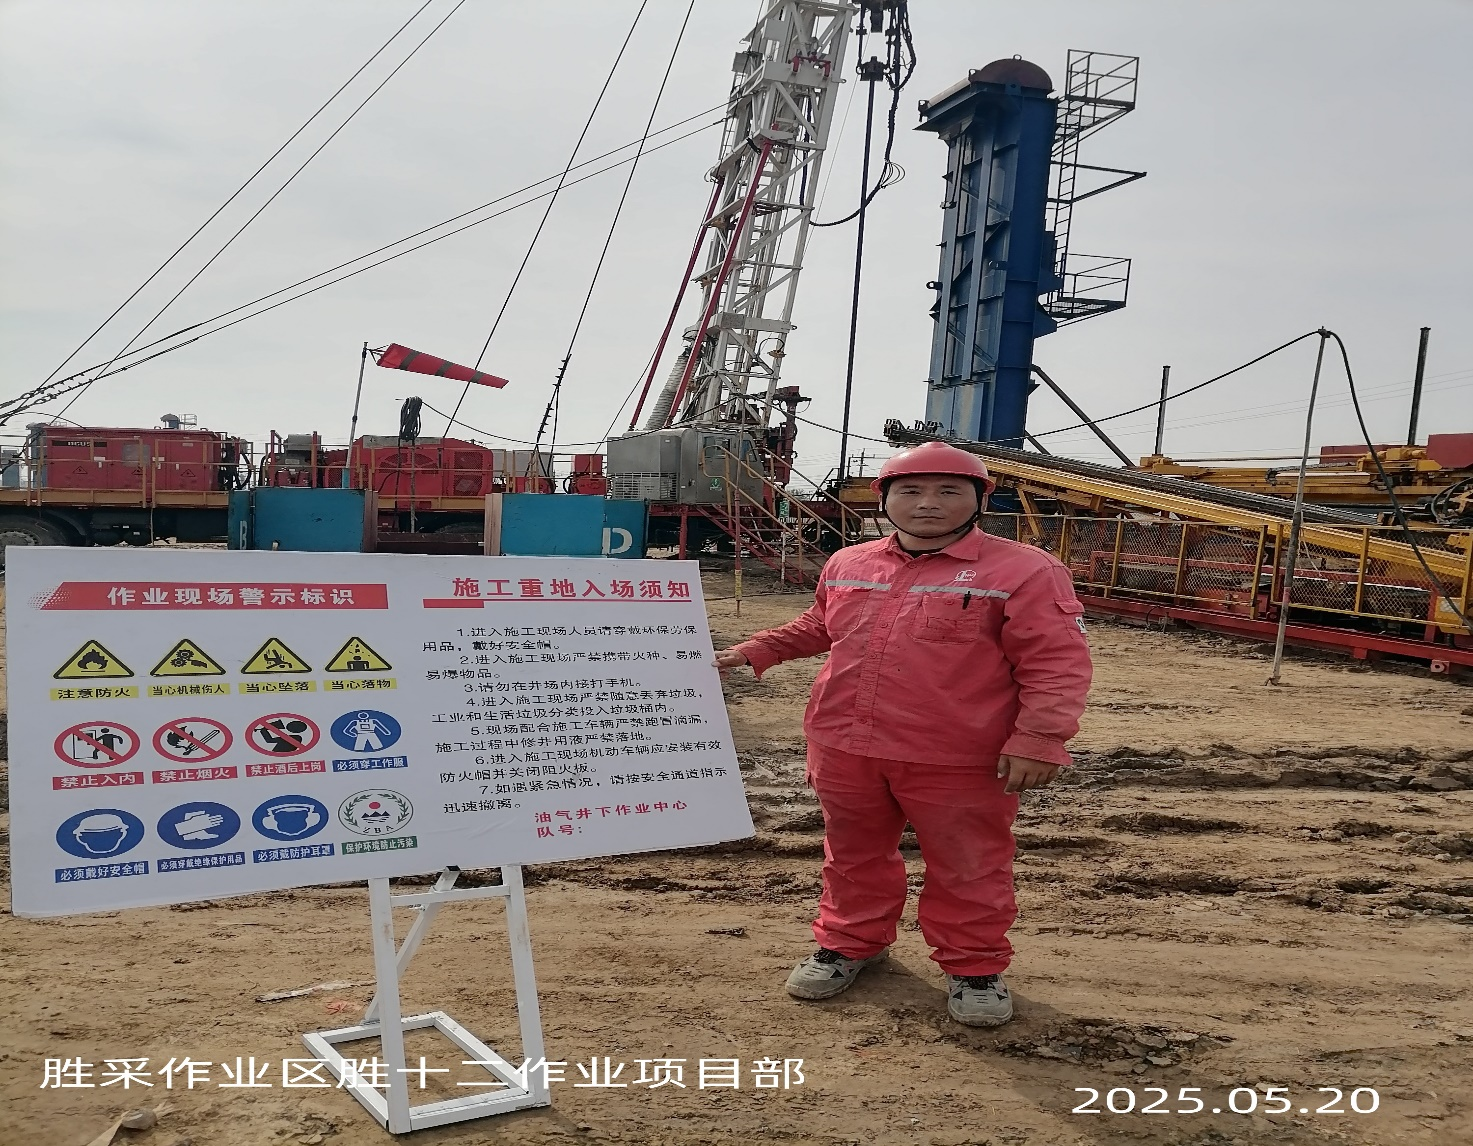 作业现场警示标识
注意防火
当心机械伤人
当心坠落
当心落物
禁止入内
禁止烟火
禁止酒后上岗
必须穿工作服
必须戴好安全帽
必须穿戴绝缘保护用品
必须戴防护耳罩
保护环境防止污染
施工重地入场须知
1.进入施工现场人员请穿戴环保劳保
用品，戴好安全帽。
2.进入施工现场严禁携带火种、易燃
易爆物品。
3.请勿在井场内接打手机。
4.进入施工现场严禁随意丢弃垃圾，
工业和生活垃圾分类投入垃圾桶内。
5.现场配合施工车辆严禁跑冒滴漏，
施工过程中修井用液严禁落地。
6.进入施工现场机动车辆应安装有效
防火帽并关闭阻火板。
7.如遇紧急情况，请按安全通道指示
迅速撤离。
油气井下作业中心
队号：
D
胜采作业区胜十二作业项目部
2025.05.20